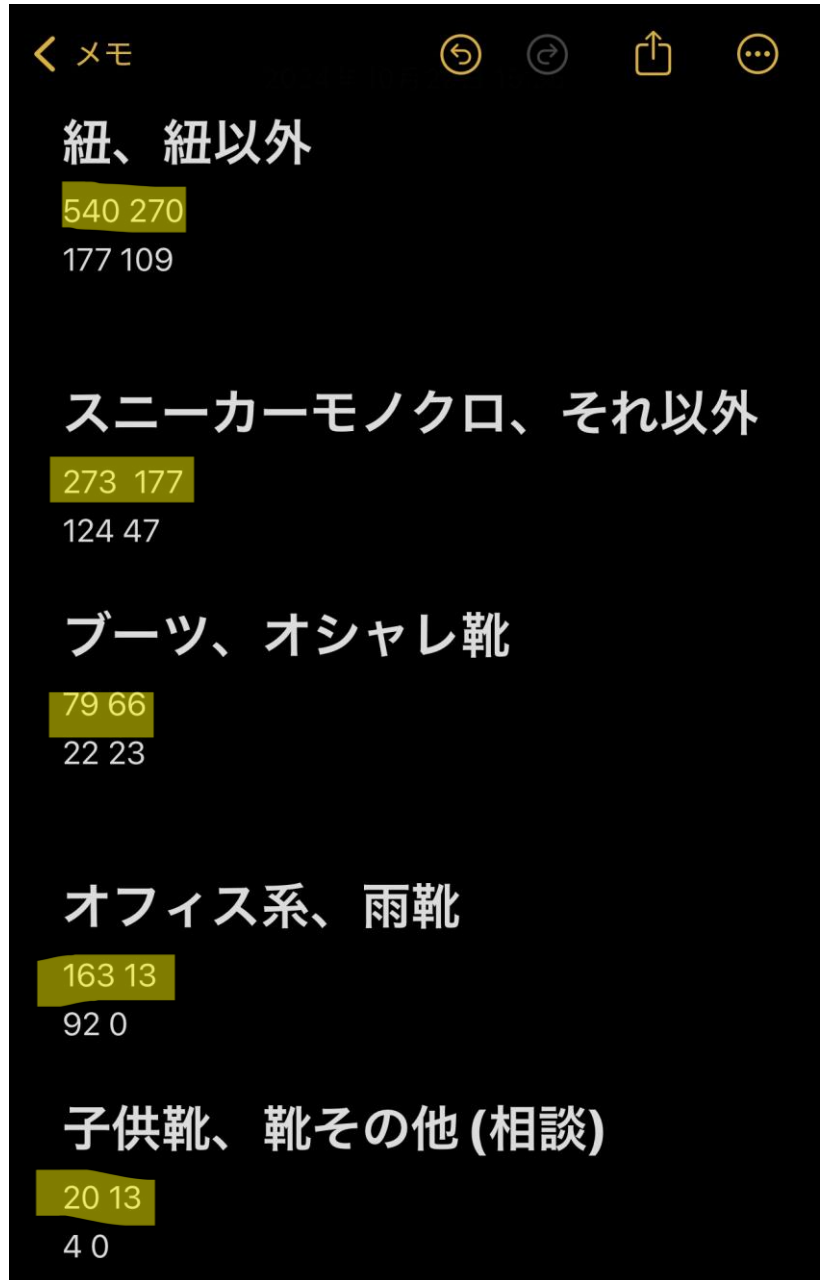 メモ
紐、紐以外
540 270
177 109
スニーカーモノクロ、それ以外
273 177
124 47
ブーツ、オシャレ靴
79 66
22 23
オフィス系、雨靴
163 13
92 0
子供靴、靴その他 (相談)
20 13
4 0